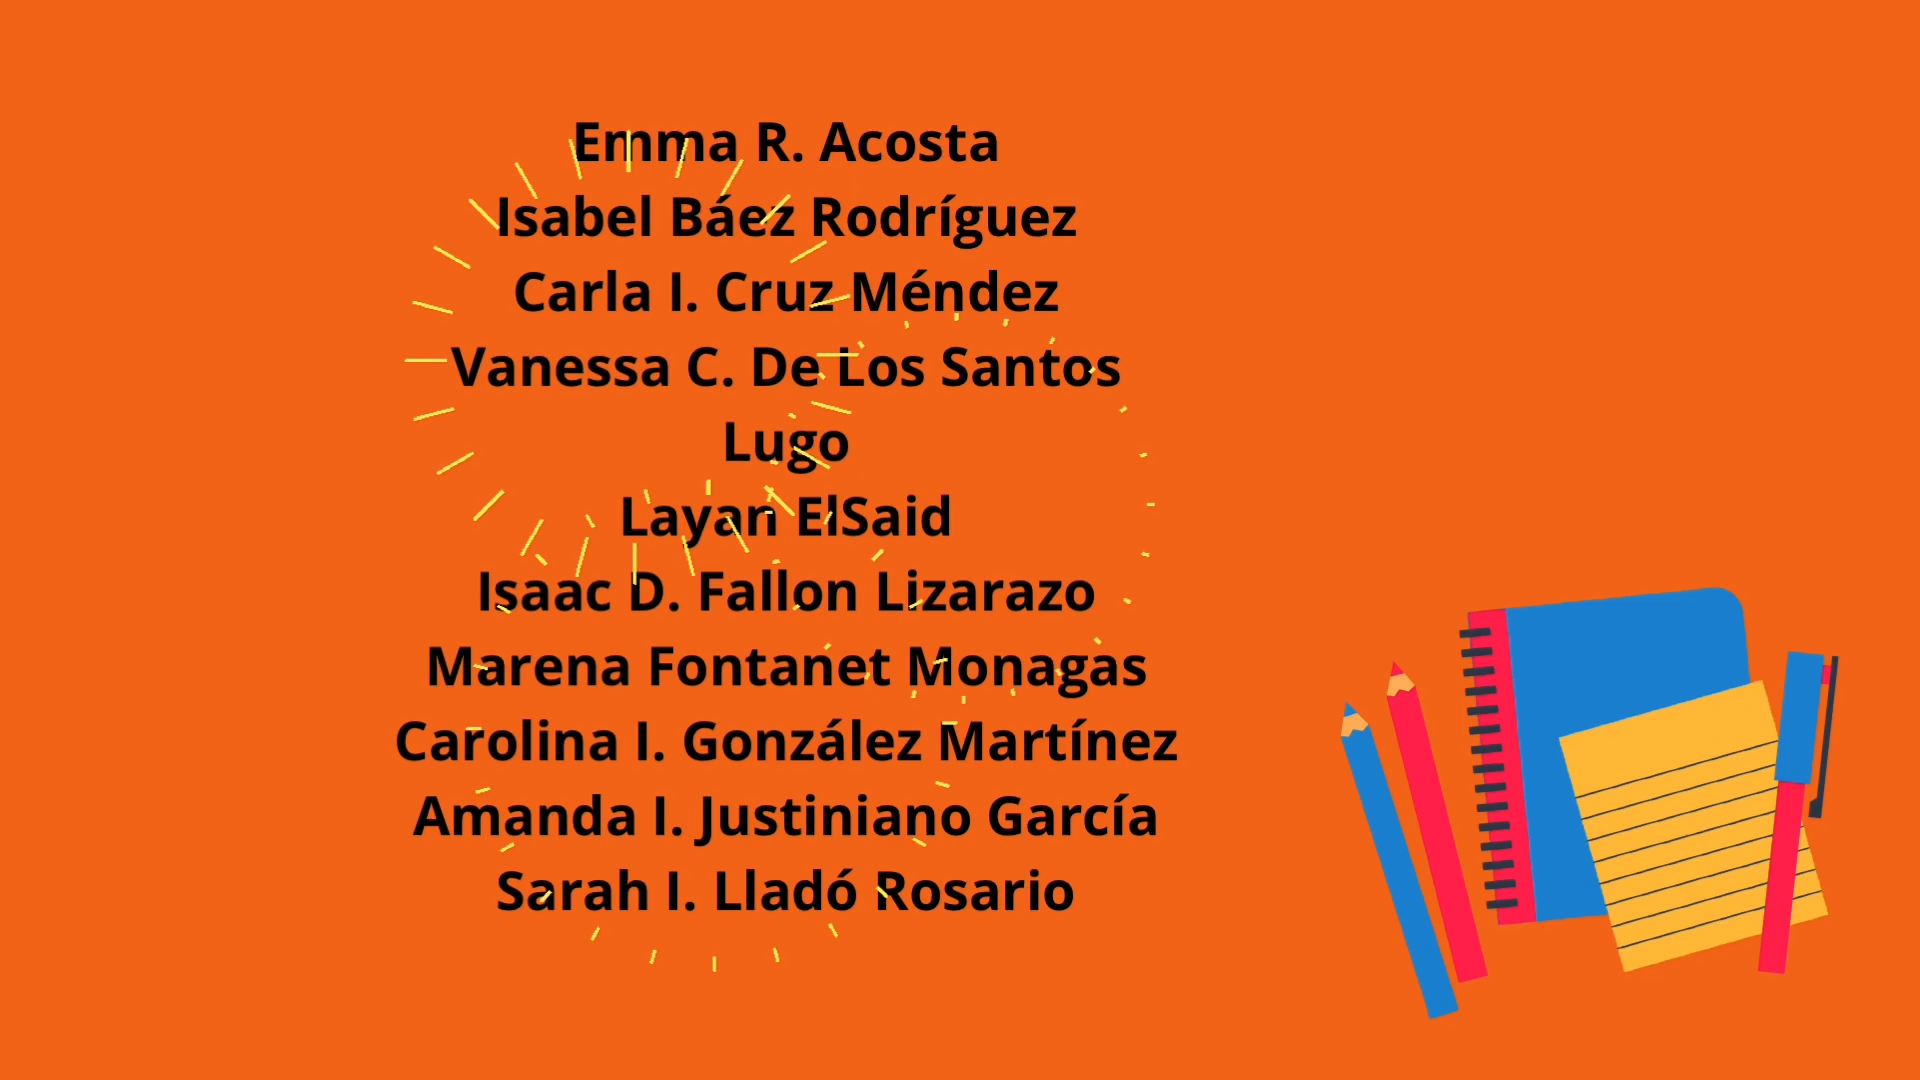 Emma R. Acosta
Isabel Báez Rodríguez
Carla I. Cruz Méndez
Vanessa C. De Los Santos
Lugo
Layan ElSaid
Isaac D. Fallon Lizarazo
Marena Fontanet Monagas
Carolina I. González Martínez
Amanda I. Justiniano García
Sarah I. Lladó Rosario